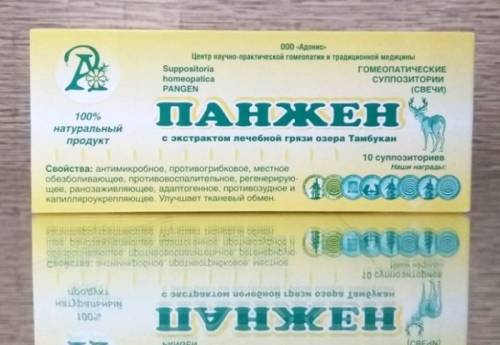 ООО «Адонис»
Центр научно-практической гомеопатии и традиционной медицины
Suppositoria
homeopatica
PANGEN
ГОМЕОПАТИЧЕСКИЕ
СУППОЗИТОРИИ
(СВЕЧИ)
А
100%
натуральный
продукт
ПАНЖЕН
с экстрактом лечебной грязи озера Тамбукан
10 суппозиториев
Наши награды:
Свойства: антимикробное, противогрибковое, местное
обезболивающее, противовоспалительное, регенерирую-
щее, ранозаживляющее, адаптогенное, противозудное и
капилляроукрепляющее. Улучшает тканевый обмен.